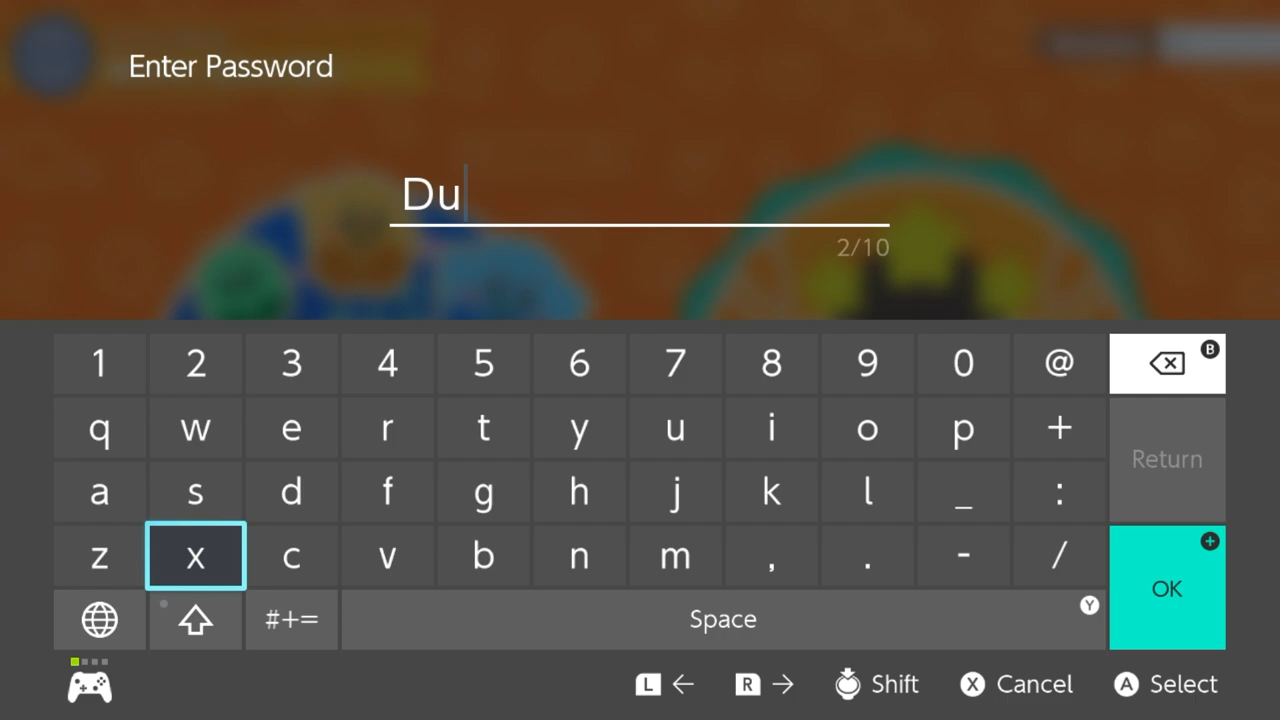 Enter Password
Du
2/10
1 2 3 4 5 6 7 8 9 0 @ B
q w e r t y u i o p + Return
a s d f g h j k l _ :
z x c v b n m , . - / + OK
#+= Space Y
L ← R → Shift X Cancel A Select